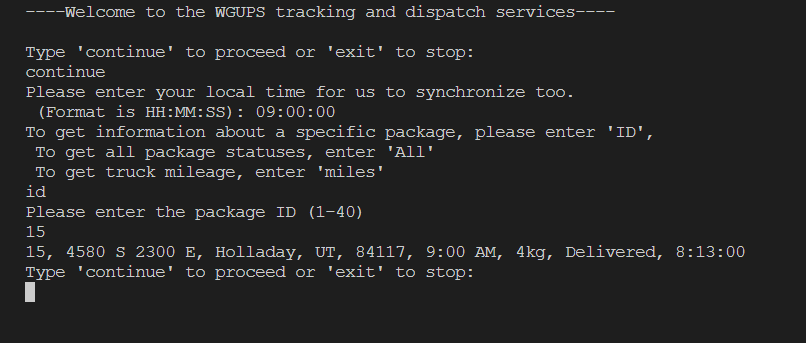 ----Welcome to the WGUPS tracking and dispatch services----
Type 'continue' to proceed or 'exit' to stop:
continue
Please enter your local time for us to synchronize too.
(Format is HH:MM:SS): 09:00:00
To get information about a specific package, please enter 'ID',
To get all package statuses, enter 'All'
To get truck mileage, enter 'miles'
id
Please enter the package ID (1-40)
15
15, 4580 S 2300 E, Holladay, UT, 84117, 9:00 AM, 4kg, Delivered, 8:13:00
Type 'continue' to proceed or 'exit' to stop: